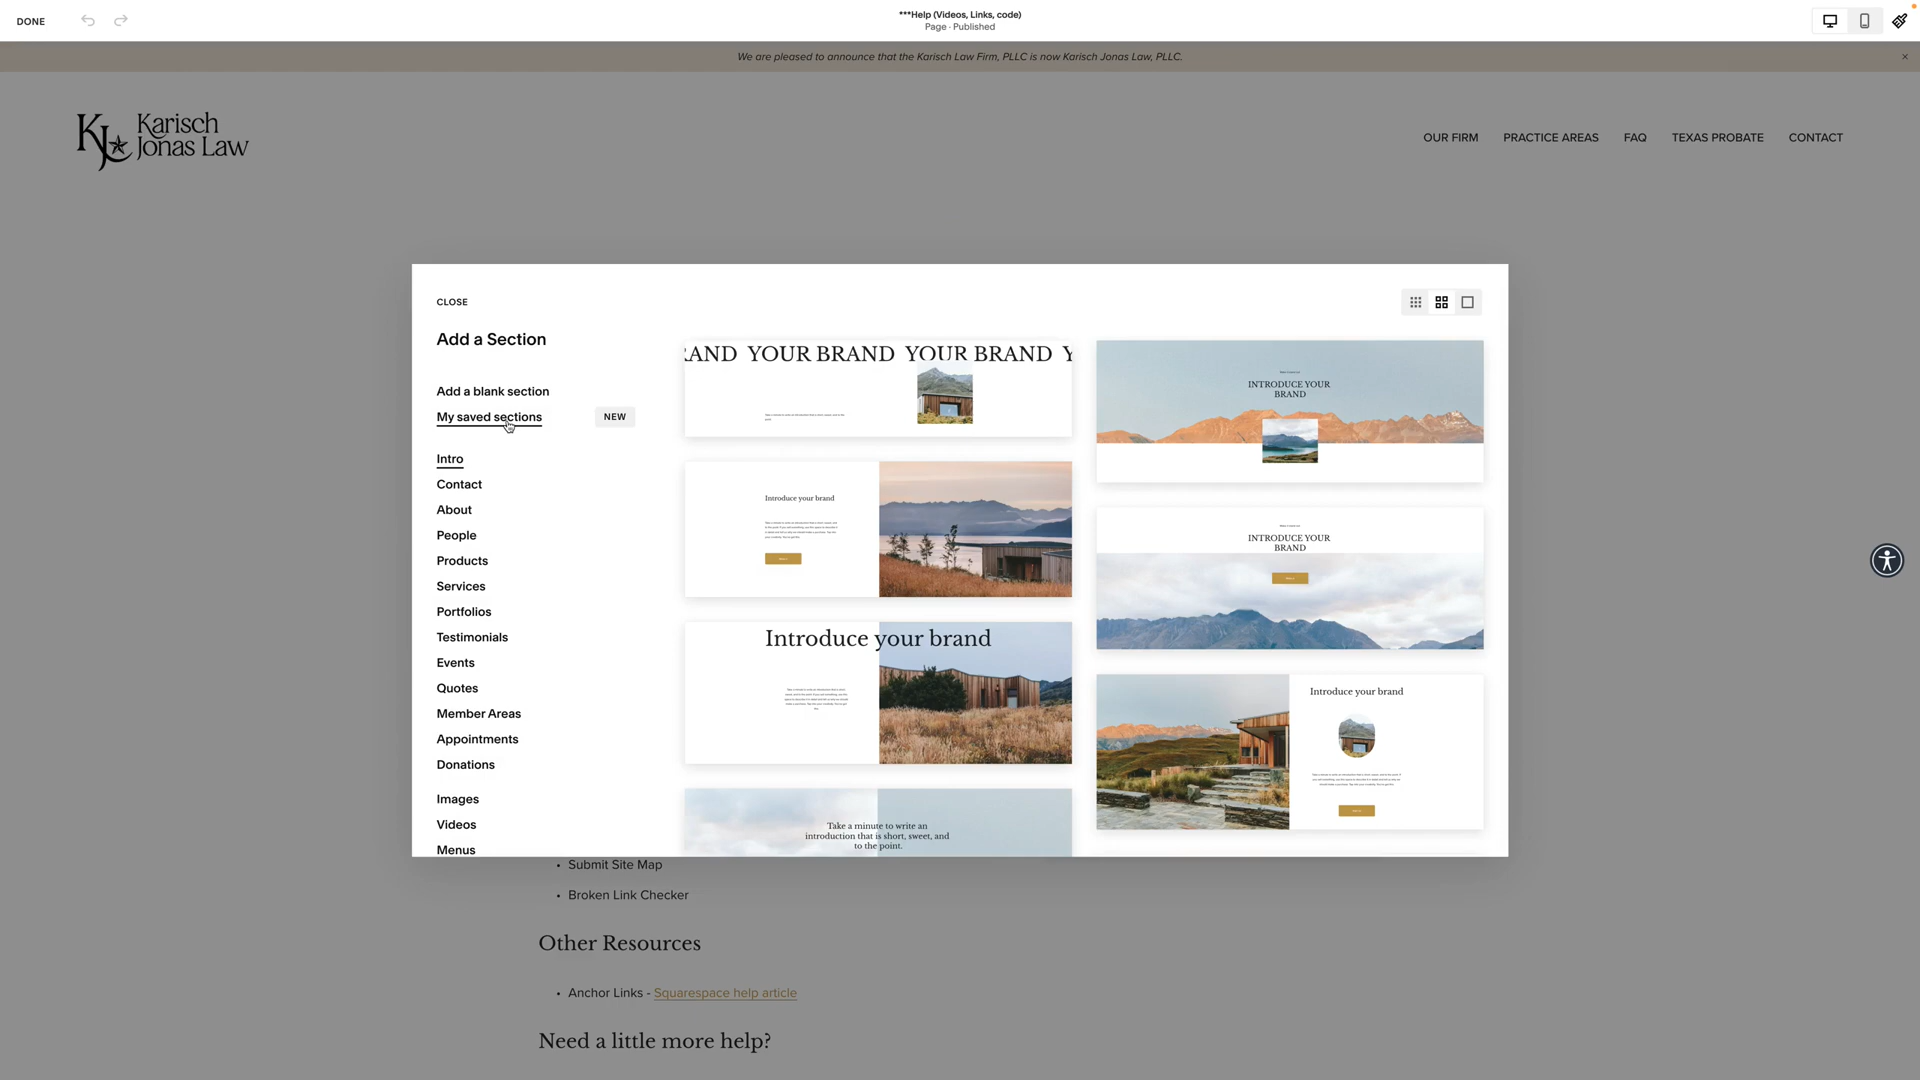 DONE
***Help (Videos, Links, code)
Page · Published
We are pleased to announce that the Karisch Law Firm, PLLC is now Karisch Jonas Law, PLLC.
KJ Karisch
Jonas Law
OUR FIRM PRACTICE AREAS FAQ TEXAS PROBATE CONTACT
CLOSE
Add a Section
Add a blank section
My saved sections NEW
Intro
Contact
About
People
Products
Services
Portfolios
Testimonials
Events
Quotes
Member Areas
Appointments
Donations
Images
Videos
Menus
RAND YOUR BRAND YOUR BRAND Y
INTRODUCE YOUR
BRAND
Introduce your brand
INTRODUCE YOUR
BRAND
Introduce your brand
Introduce your brand
Take a minute to write an
introduction that is short, sweet, and
to the point.
• Submit Site Map
• Broken Link Checker
Other Resources
• Anchor Links - Squarespace help article
Need a little more help?